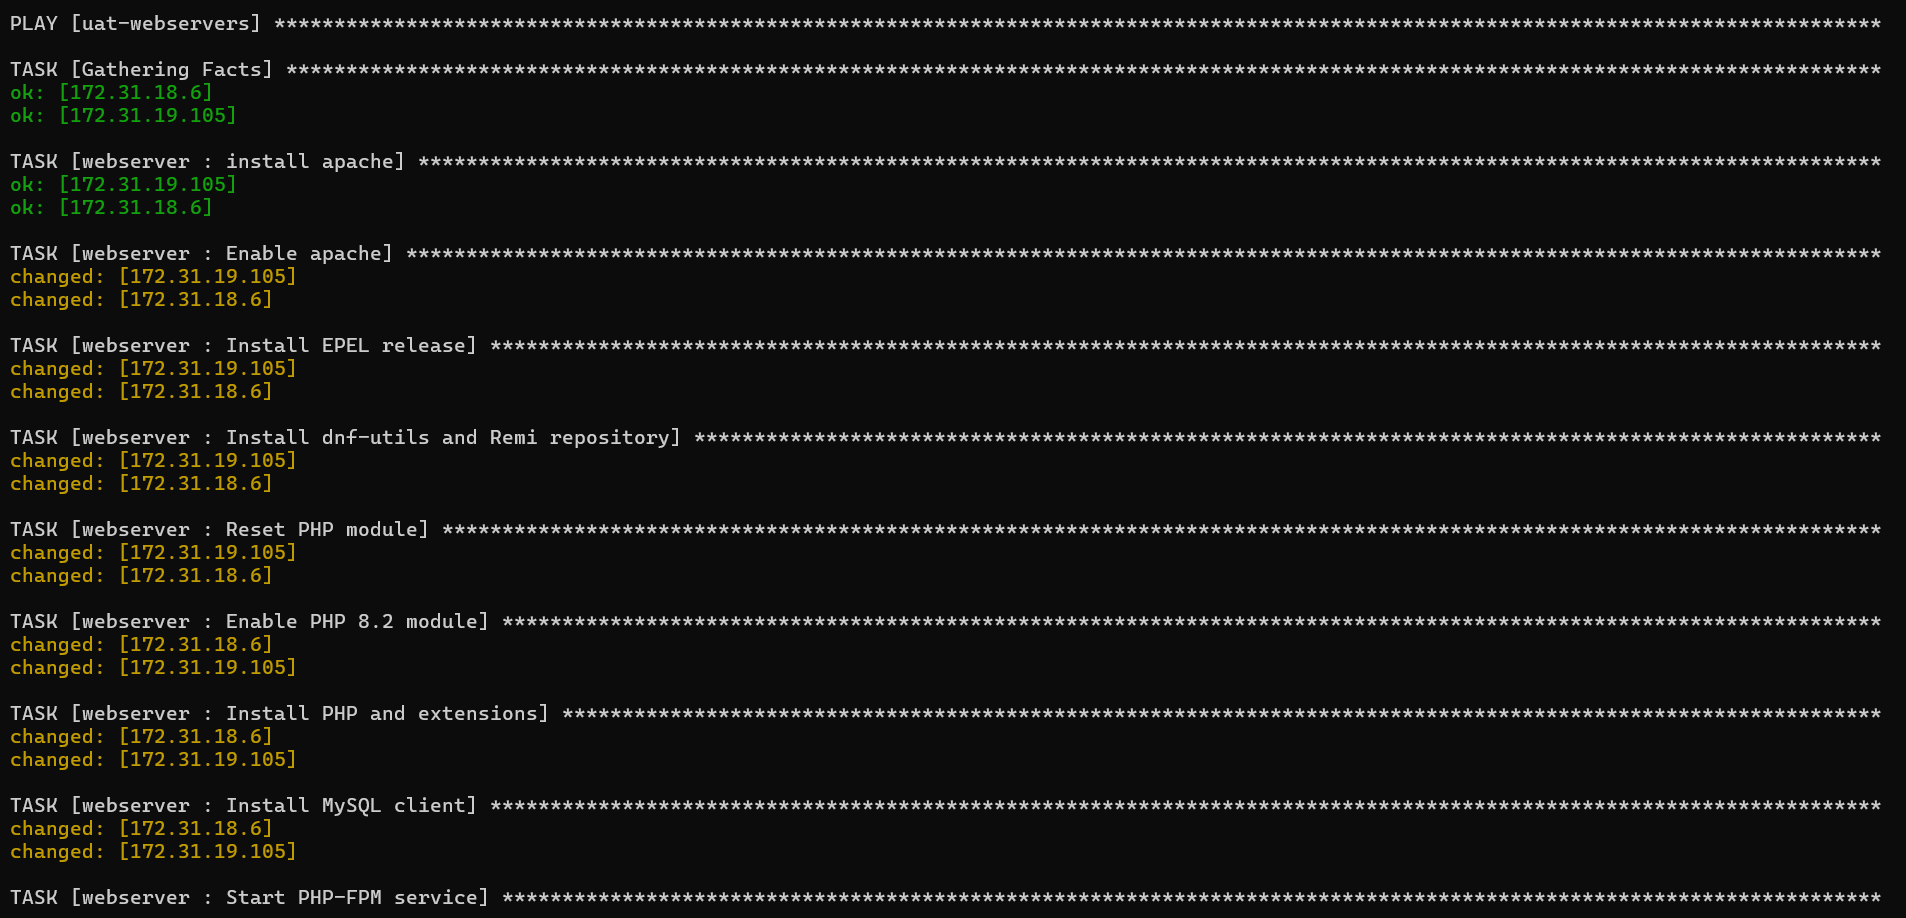 PLAY [uat-webservers] **************************************************************************************************************************************
TASK [Gathering Facts] *************************************************************************************************************************************
ok: [172.31.18.6]
ok: [172.31.19.105]
TASK [webserver : install apache] **************************************************************************************************************************
ok: [172.31.19.105]
ok: [172.31.18.6]
TASK [webserver : Enable apache] ***************************************************************************************************************************
changed: [172.31.19.105]
changed: [172.31.18.6]
TASK [webserver : Install EPEL release] ********************************************************************************************************************
changed: [172.31.19.105]
changed: [172.31.18.6]
TASK [webserver : Install dnf-utils and Remi repository] ***************************************************************************************************
changed: [172.31.19.105]
changed: [172.31.18.6]
TASK [webserver : Reset PHP module] ************************************************************************************************************************
changed: [172.31.19.105]
changed: [172.31.18.6]
TASK [webserver : Enable PHP 8.2 module] *******************************************************************************************************************
changed: [172.31.18.6]
changed: [172.31.19.105]
TASK [webserver : Install PHP and extensions] **************************************************************************************************************
changed: [172.31.18.6]
changed: [172.31.19.105]
TASK [webserver : Install MySQL client] ********************************************************************************************************************
changed: [172.31.18.6]
changed: [172.31.19.105]
TASK [webserver : Start PHP-FPM service] *******************************************************************************************************************